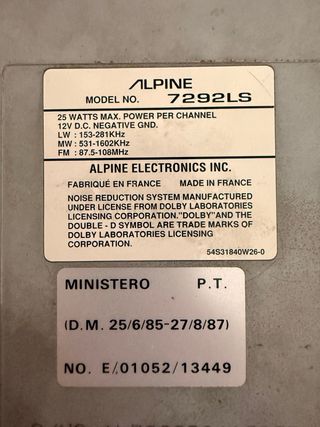 ALPINE
MODEL NO. 7292LS
25 WATTS MAX. POWER PER CHANNEL
12V D.C. NEGATIVE GND.
LW : 153-281KHz
MW : 531-1602KHz
FM : 87.5-108MHz
ALPINE ELECTRONICS INC.
FABRIQUÉ EN FRANCE MADE IN FRANCE
NOISE REDUCTION SYSTEM MANUFACTURED
UNDER LICENSE FROM DOLBY LABORATORIES
LICENSING CORPORATION."DOLBY"AND THE
DOUBLE - D SYMBOL ARE TRADE MARKS OF
DOLBY LABORATORIES LICENSING
CORPORATION.
54S31840W26-0
MINISTERO P.T.
(D.M. 25/6/85-27/8/87)
NO. E/01052/13449